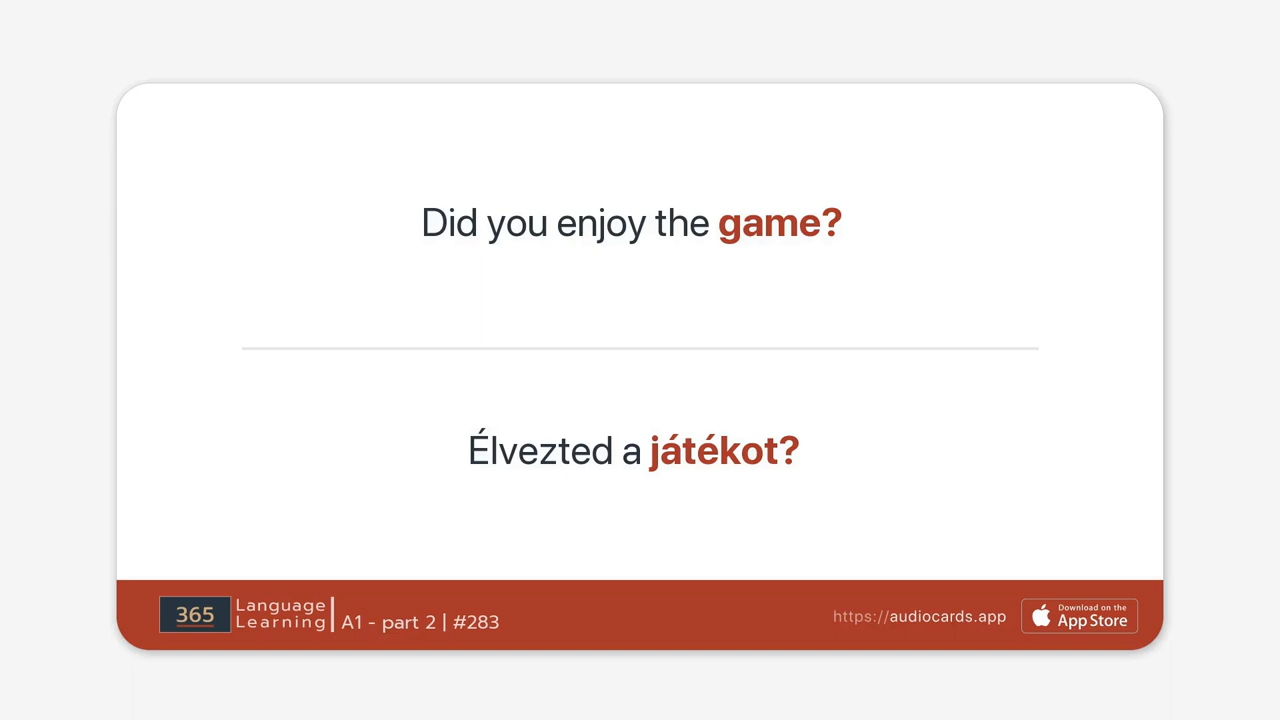 Did you enjoy the game?
Élvezted a játékot?
365 Language Learning
A1 - part 2 | #283
https://audiocards.app
Download on the
App Store